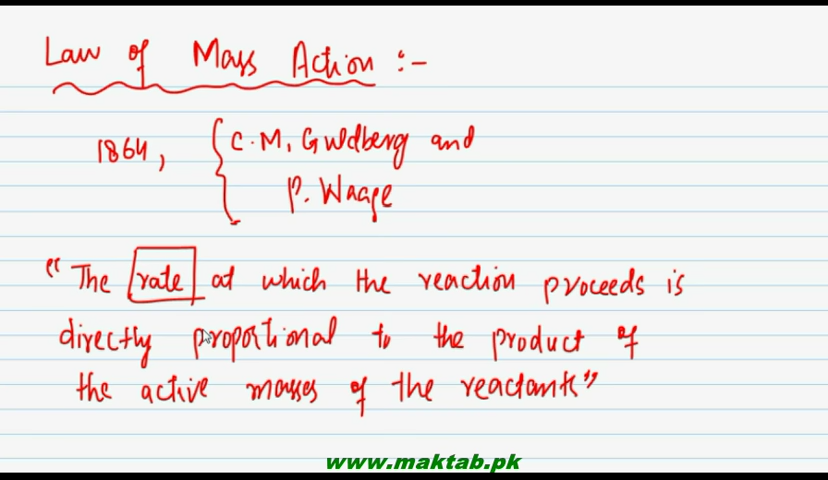 Law of Mass Action :-
1864, { C.M. Guldberg and
P. Waage
"The rate at which the reaction proceeds is
directly proportional to the product of
the active masses of the reactants"
www.maktab.pk